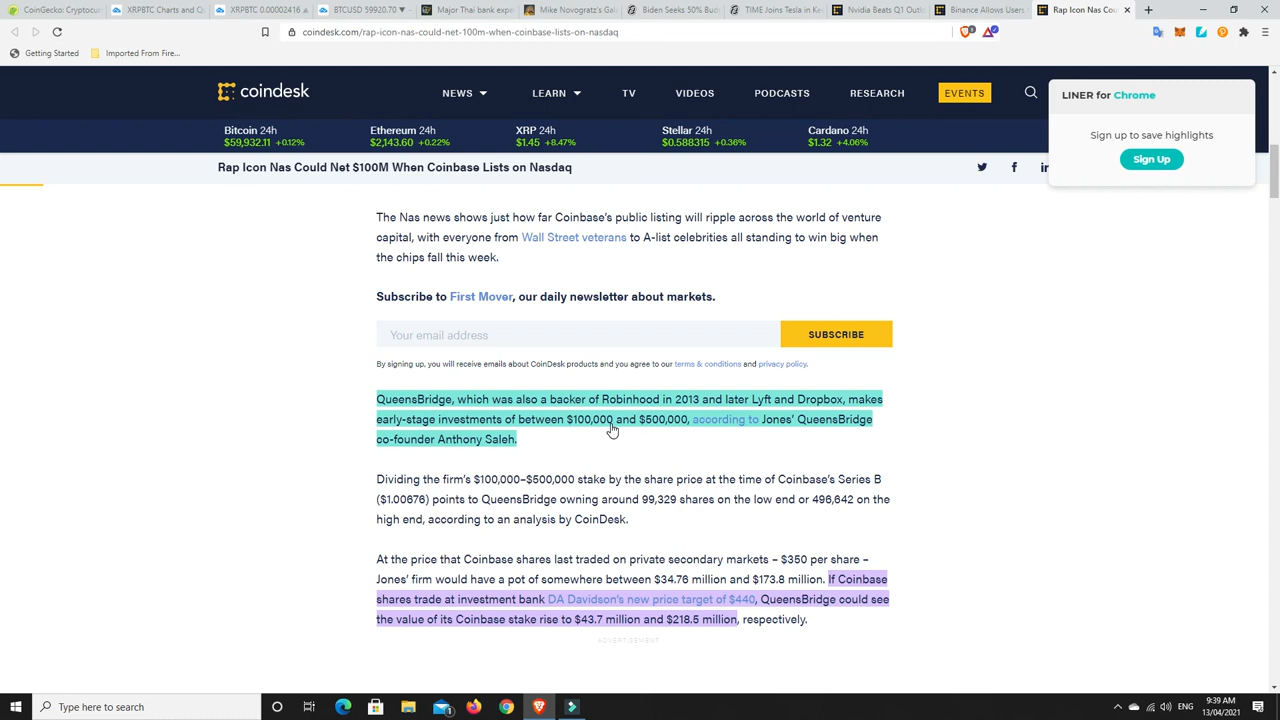 CoinGecko: Cryptocur
XRPBTC Charts and Q
XRPBTC 0.00002416
BTCUSD 59920.70
Major Thai bank expe
Mike Novogratz's Gal
Biden Seeks 50% Bud
TIME Joins Tesla in Ke
Nvidia Beats Q1 Outl
Binance Allows Users
Rap Icon Nas Cou
coindesk.com/rap-icon-nas-could-net-100m-when-coinbase-lists-on-nasdaq
Getting Started
Imported From Fire...
coindesk
NEWS
LEARN
TV
VIDEOS
PODCASTS
RESEARCH
EVENTS
LINER for Chrome
Sign up to save highlights
Sign Up
Bitcoin 24h
$59,932.11 +0.12%
Ethereum 24h
$2,143.60 +0.22%
XRP 24h
$1.45 +8.47%
Stellar 24h
$0.588315 +0.36%
Cardano 24h
$1.32 +4.06%
Rap Icon Nas Could Net $100M When Coinbase Lists on Nasdaq
The Nas news shows just how far Coinbase's public listing will ripple across the world of venture
capital, with everyone from Wall Street veterans to A-list celebrities all standing to win big when
the chips fall this week.
Subscribe to First Mover, our daily newsletter about markets.
Your email address
SUBSCRIBE
By signing up, you will receive emails about CoinDesk products and you agree to our terms & conditions and privacy policy.
QueensBridge, which was also a backer of Robinhood in 2013 and later Lyft and Dropbox, makes
early-stage investments of between $100,000 and $500,000, according to Jones' QueensBridge
co-founder Anthony Saleh.
Dividing the firm's $100,000–$500,000 stake by the share price at the time of Coinbase's Series B
($1.00676) points to QueensBridge owning around 99,329 shares on the low end or 496,642 on the
high end, according to an analysis by CoinDesk.
At the price that Coinbase shares last traded on private secondary markets – $350 per share –
Jones' firm would have a pot of somewhere between $34.76 million and $173.8 million. If Coinbase
shares trade at investment bank DA Davidson's new price target of $440, QueensBridge could see
the value of its Coinbase stake rise to $43.7 million and $218.5 million, respectively.
ADVERTISEMENT
Type here to search
ENG
9:39 AM
13/04/2021